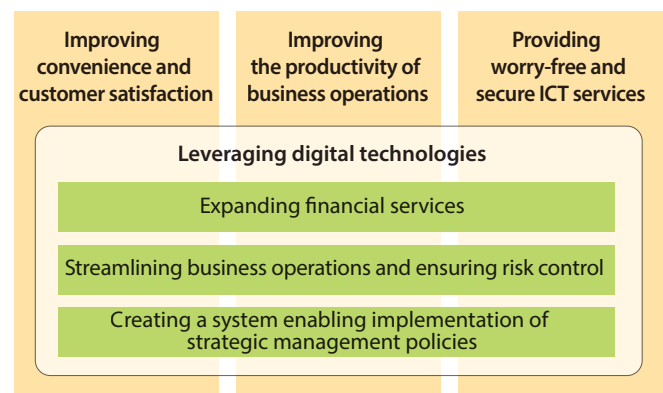 Improving
convenience and
customer satisfaction
Improving
the productivity of
business operations
Providing
worry-free and
secure ICT services
Leveraging digital technologies
Expanding financial services
Streamlining business operations and ensuring risk control
Creating a system enabling implementation of
strategic management policies